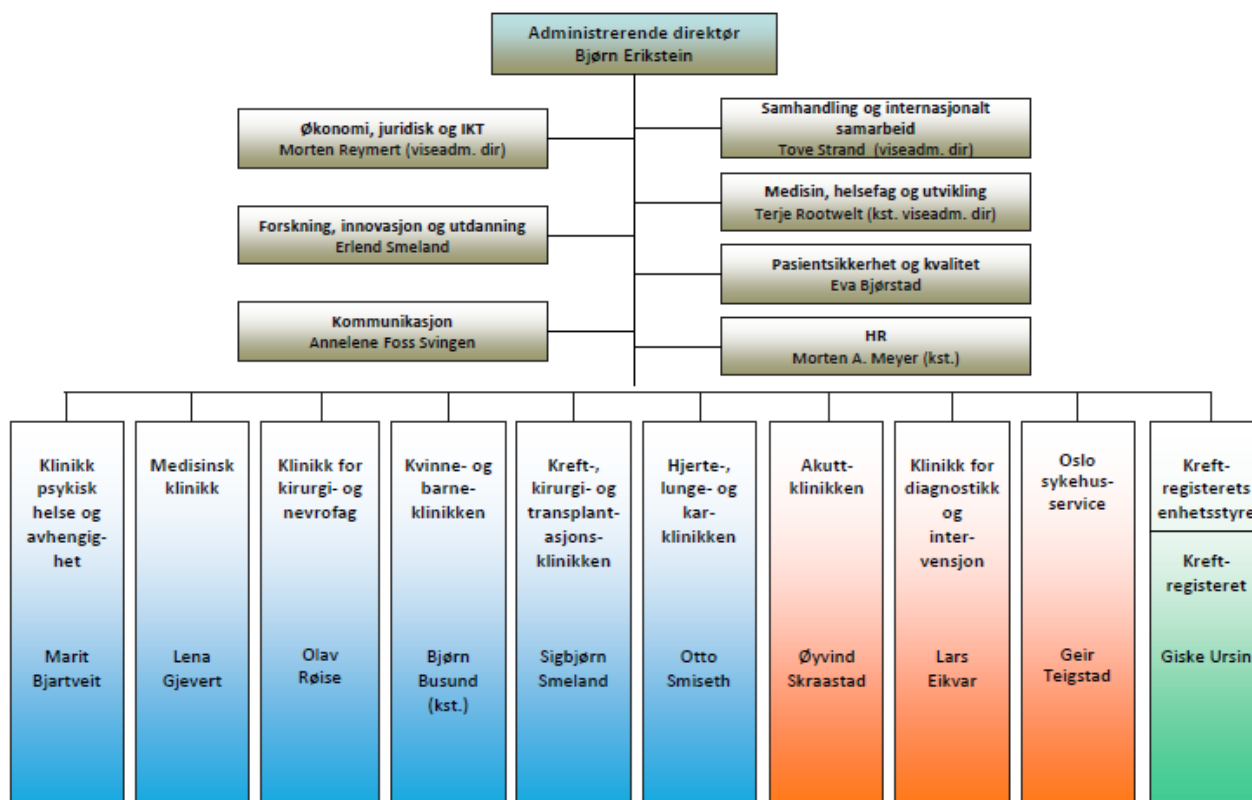 Administrerende direktør
Bjørn Erikstein
Økonomi, juridisk og IKT
Morten Reymert (viseadm. dir)
Samhandling og internasjonalt
samarbeid
Tove Strand (viseadm. dir)
Medisin, helsefag og utvikling
Terje Rootwelt (kst. viseadm. dir)
Forskning, innovasjon og utdanning
Erlend Smeland
Pasientsikkerhet og kvalitet
Eva Bjørstad
Kommunikasjon
Annelene Foss Svingen
HR
Morten A. Meyer (kst.)
Klinikk
psykisk
helse og
avhengig-
het
Marit
Bjartveit
Medisinsk
klinikk
Lena
Gjevert
Klinikk for
kirurgi- og
nevrofag
Olav
Røise
Kvinne- og
barne-
klinikken
Bjørn
Busund
(kst.)
Kreft-,
kirurgi- og
transplant-
asjons-
klinikken
Sigbjørn
Smeland
Hjerte-,
lunge- og
kar-
klinikken
Otto
Smiseth
Akutt-
klinikken
Øyvind
Skraastad
Klinikk for
diagnostikk
og
inter-
vensjon
Lars
Eikvar
Oslo
sykehus-
service
Geir
Teigstad
Kreft-
registerets
enhetsstyre
Kreft-
registeret
Giske Ursin